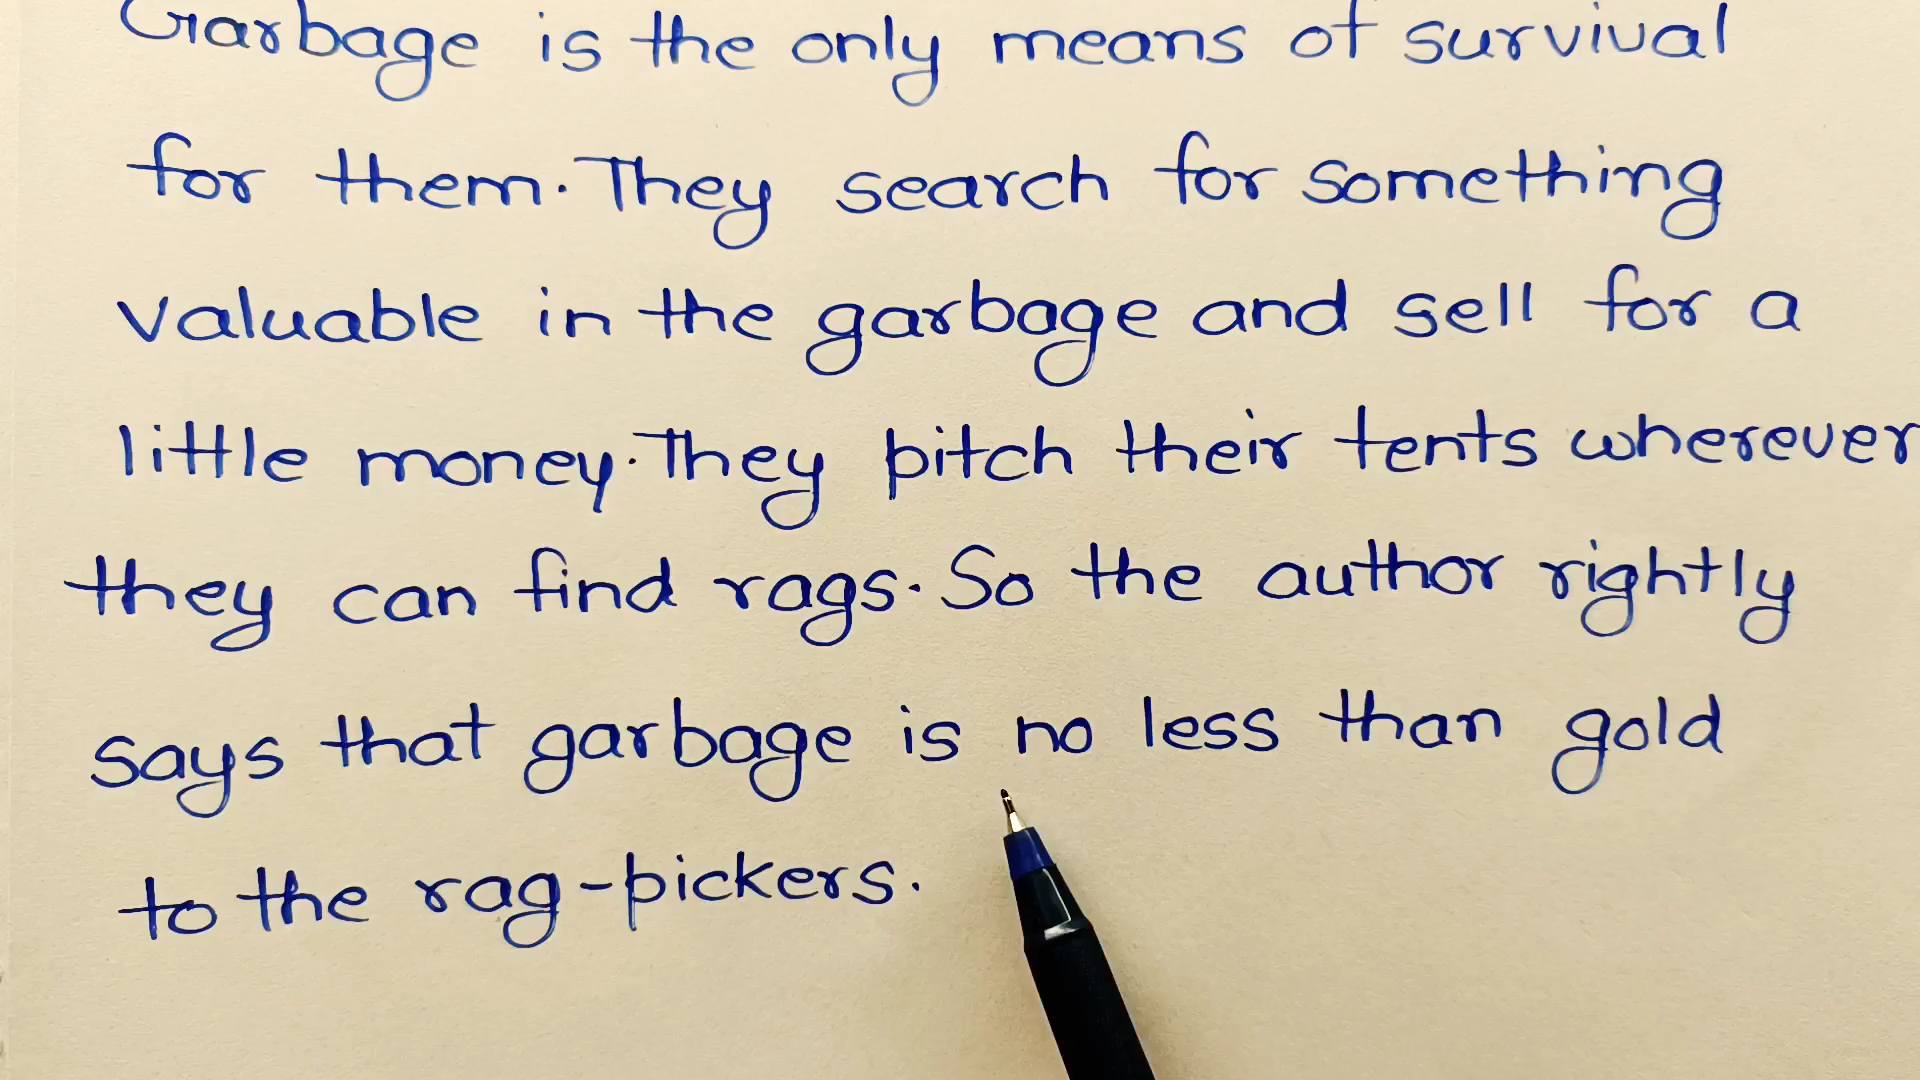 Garbage is the only means of survival
for them. They search for something
valuable in the garbage and sell for a
little money. They pitch their tents wherever
they can find rags. So the author rightly
says that garbage is no less than gold
to the rag-pickers.